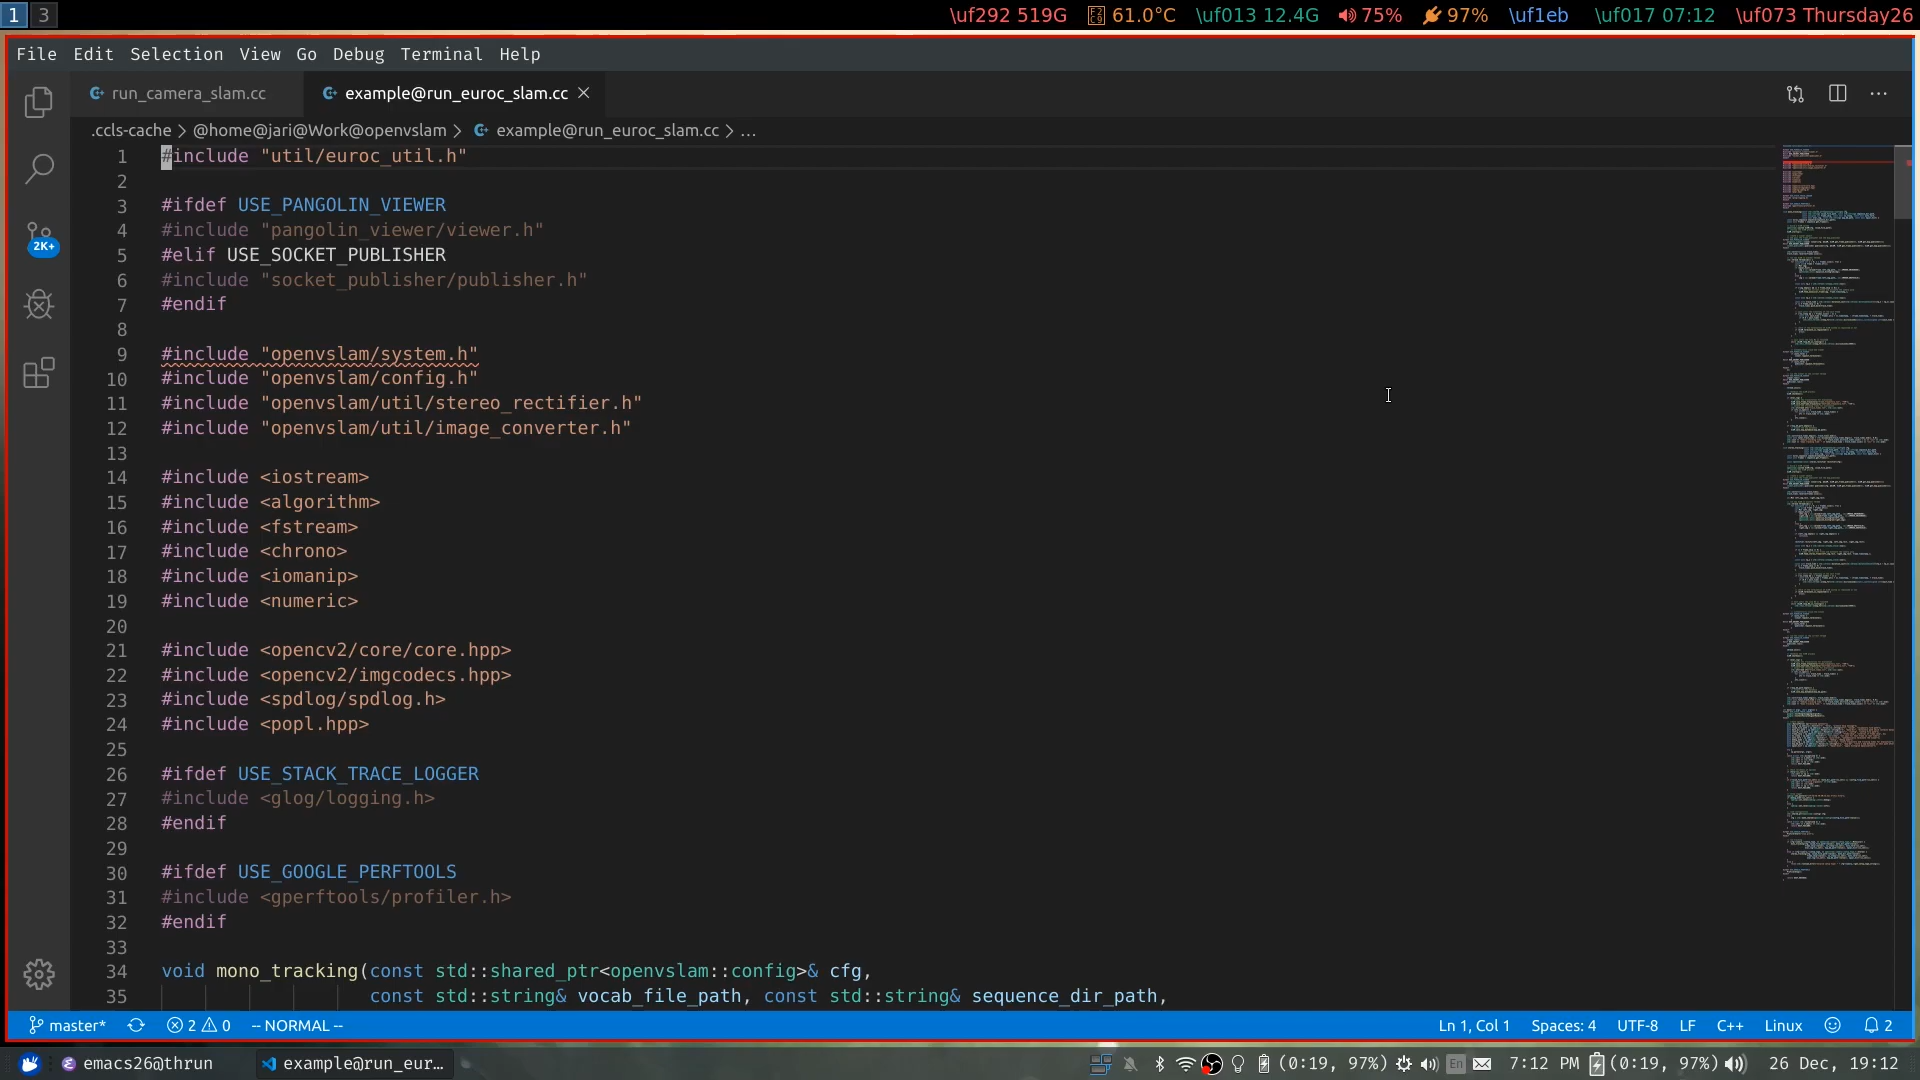 1 3 \uf292 519G F2C9 61.0°C \uf013 12.4G 75% 97% \uf1eb \uf017 07:12 \uf073 Thursday26
File Edit Selection View Go Debug Terminal Help
run_camera_slam.cc example@run_euroc_slam.cc
.ccls-cache > @home@jari@Work@openvslam > example@run_euroc_slam.cc > ...
1 #include "util/euroc_util.h"
2
3 #ifdef USE_PANGOLIN_VIEWER
4 #include "pangolin_viewer/viewer.h"
5 #elif USE_SOCKET_PUBLISHER
6 #include "socket_publisher/publisher.h"
7 #endif
8
9 #include "openvslam/system.h"
10 #include "openvslam/config.h"
11 #include "openvslam/util/stereo_rectifier.h"
12 #include "openvslam/util/image_converter.h"
13
14 #include <iostream>
15 #include <algorithm>
16 #include <fstream>
17 #include <chrono>
18 #include <iomanip>
19 #include <numeric>
20
21 #include <opencv2/core/core.hpp>
22 #include <opencv2/imgcodecs.hpp>
23 #include <spdlog/spdlog.h>
24 #include <popl.hpp>
25
26 #ifdef USE_STACK_TRACE_LOGGER
27 #include <glog/logging.h>
28 #endif
29
30 #ifdef USE_GOOGLE_PERFTOOLS
31 #include <gperftools/profiler.h>
32 #endif
33
34 void mono_tracking(const std::shared_ptr<openvslam::config>& cfg,
35 const std::string& vocab_file_path, const std::string& sequence_dir_path,
2K+
master* 2 0 -- NORMAL -- Ln 1, Col 1 Spaces: 4 UTF-8 LF C++ Linux 2
emacs26@thrun example@run_eur... (0:19, 97%) En 7:12 PM (0:19, 97%) 26 Dec, 19:12